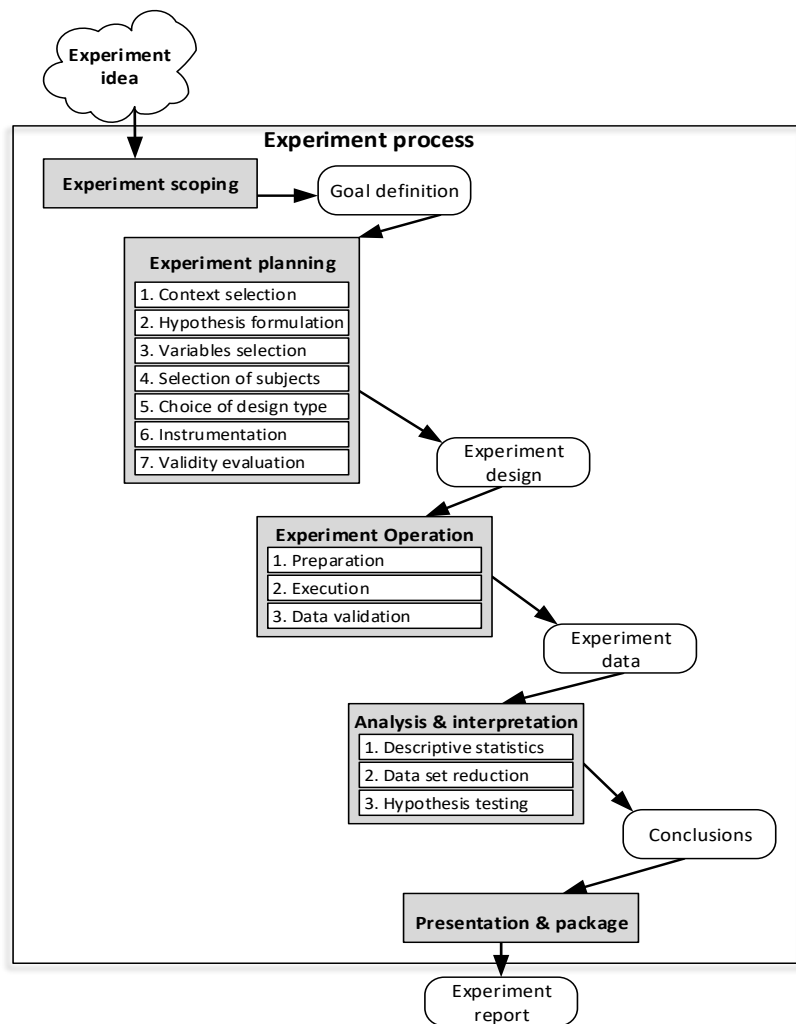 Experiment
idea
Experiment process
Experiment scoping
Goal definition
Experiment planning
1. Context selection
2. Hypothesis formulation
3. Variables selection
4. Selection of subjects
5. Choice of design type
6. Instrumentation
7. Validity evaluation
Experiment
design
Experiment Operation
1. Preparation
2. Execution
3. Data validation
Experiment
data
Analysis & interpretation
1. Descriptive statistics
2. Data set reduction
3. Hypothesis testing
Conclusions
Presentation & package
Experiment
report